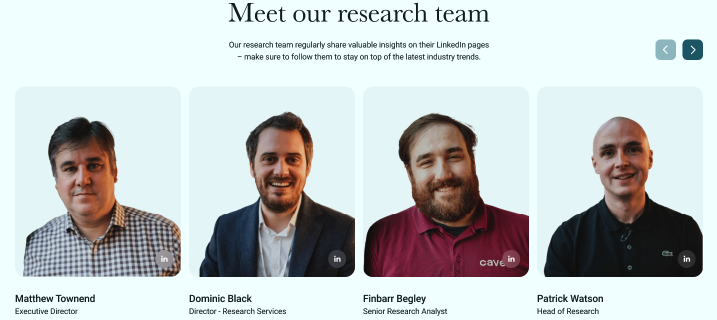 Meet our research team
Our research team regularly share valuable insights on their LinkedIn pages
– make sure to follow them to stay on top of the latest industry trends.
in
cave
in
in
in
Matthew Townend
Dominic Black
Finbarr Begley
Patrick Watson
Executive Director
Director - Research Services
Senior Research Analyst
Head of Research